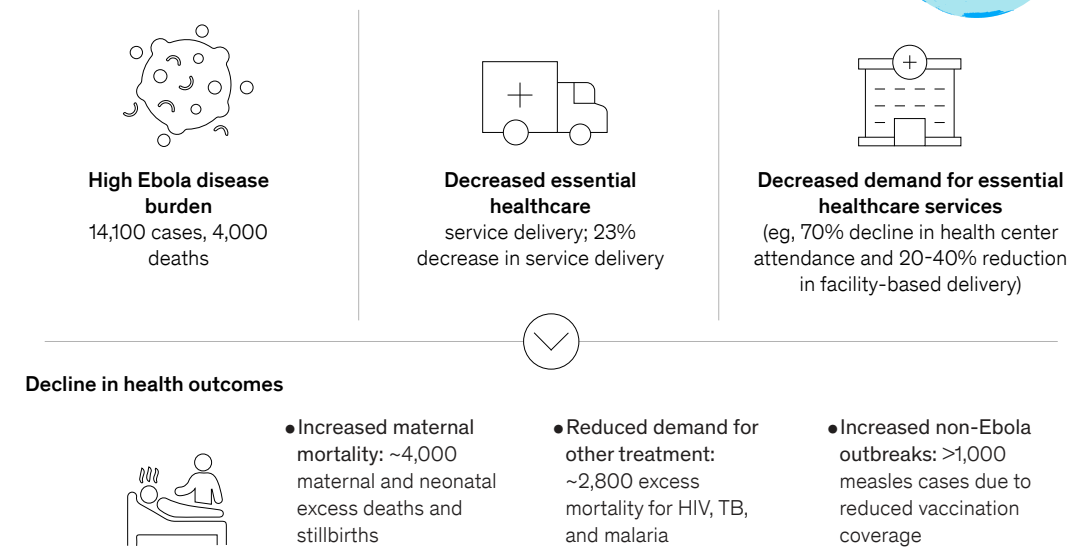 High Ebola disease
burden
14,100 cases, 4,000
deaths
Decreased essential
healthcare
service delivery; 23%
decrease in service delivery
Decreased demand for essential
healthcare services
(eg, 70% decline in health center
attendance and 20-40% reduction
in facility-based delivery)
Decline in health outcomes
•Increased maternal
mortality: ~4,000
maternal and neonatal
excess deaths and
stillbirths
•Reduced demand for
other treatment:
~2,800 excess
mortality for HIV, TB,
and malaria
•Increased non-Ebola
outbreaks: >1,000
measles cases due to
reduced vaccination
coverage